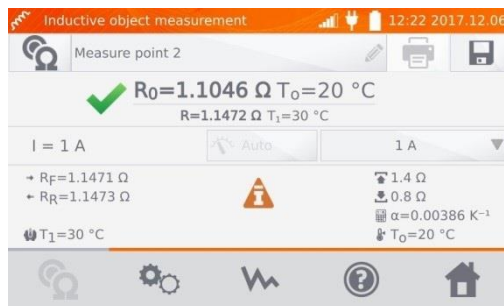 Inductive object measurement 12:22 2017.12.06
Measure point 2
R₀=1.1046 Ω T₀=20 °C
R=1.1472 Ω T₁=30 °C
I = 1 A Auto 1 A
R_F=1.1471 Ω 1.4 Ω
R_R=1.1473 Ω 0.8 Ω
α=0.00386 K⁻¹
T₁=30 °C T₀=20 °C